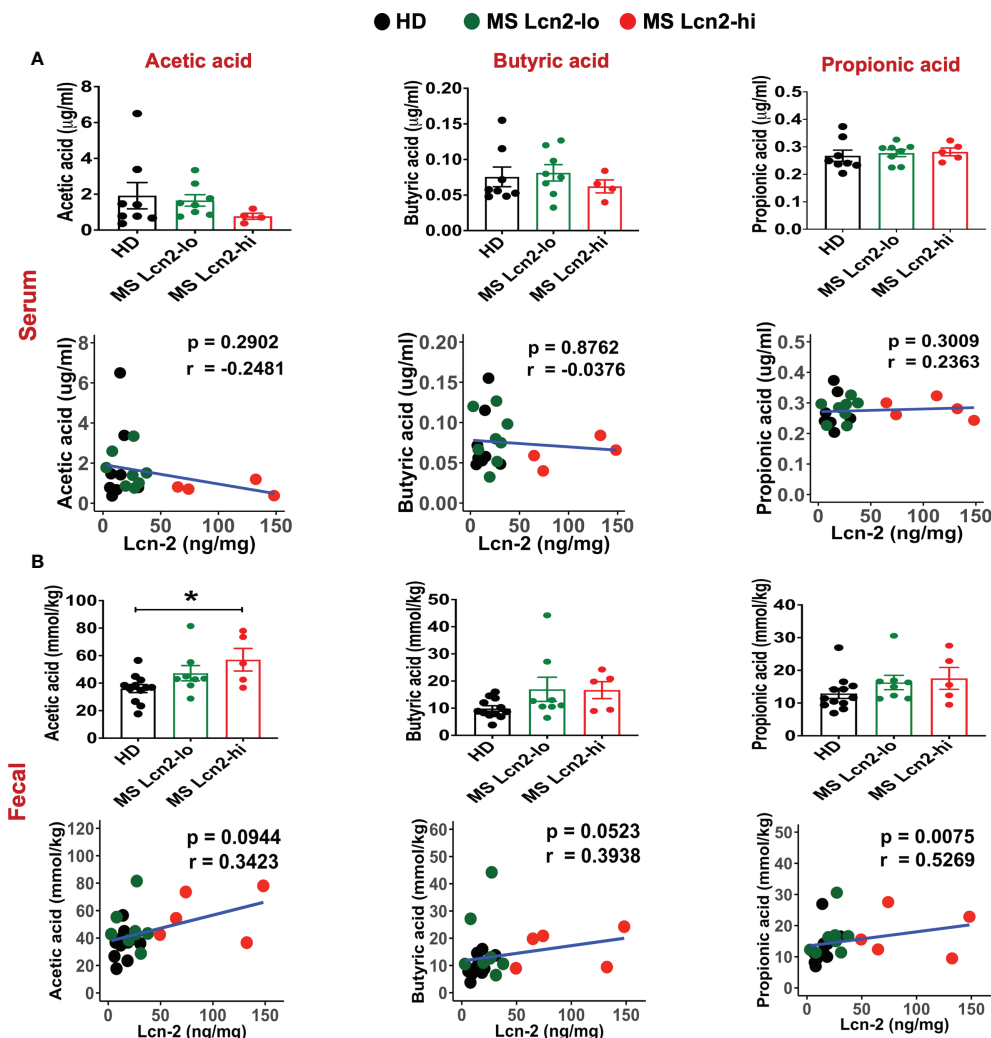 HD MS Lcn2-lo MS Lcn2-hi
A
Acetic acid
Butyric acid
Propionic acid
Serum
Acetic acid (μg/ml)
8
6
4
2
0
HD
MS Lcn2-lo
MS Lcn2-hi
Butyric acid (μg/ml)
0.20
0.15
0.10
0.05
0.00
HD
MS Lcn2-lo
MS Lcn2-hi
Propionic acid (μg/ml)
0.5
0.4
0.3
0.2
0.1
0.0
HD
MS Lcn2-lo
MS Lcn2-hi
Acetic acid (ug/ml)
8
6
4
2
0
p = 0.2902
r = -0.2481
0 50 100 150
Lcn-2 (ng/mg)
Butyric acid (ug/ml)
0.20
0.15
0.10
0.05
0.00
p = 0.8762
r = -0.0376
0 50 100 150
Lcn-2 (ng/mg)
Propionic acid (ug/ml)
0.5
0.4
0.3
0.2
0.1
0.0
p = 0.3009
r = 0.2363
0 50 100 150
Lcn-2 (ng/mg)
B
Fecal
Acetic acid (mmol/kg)
100
80
60
40
20
0
*
HD
MS Lcn2-lo
MS Lcn2-hi
Butyric acid (mmol/kg)
50
40
30
20
10
0
HD
MS Lcn2-lo
MS Lcn2-hi
Propionic acid (mmol/kg)
40
30
20
10
0
HD
MS Lcn2-lo
MS Lcn2-hi
Acetic acid (mmol/kg)
120
100
80
60
40
20
0
p = 0.0944
r = 0.3423
0 50 100 150
Lcn-2 (ng/mg)
Butyric acid (mmol/kg)
60
50
40
30
20
10
0
p = 0.0523
r = 0.3938
0 50 100 150
Lcn-2 (ng/mg)
Propionic acid (mmol/kg)
50
40
30
20
10
0
p = 0.0075
r = 0.5269
0 50 100 150
Lcn-2 (ng/mg)